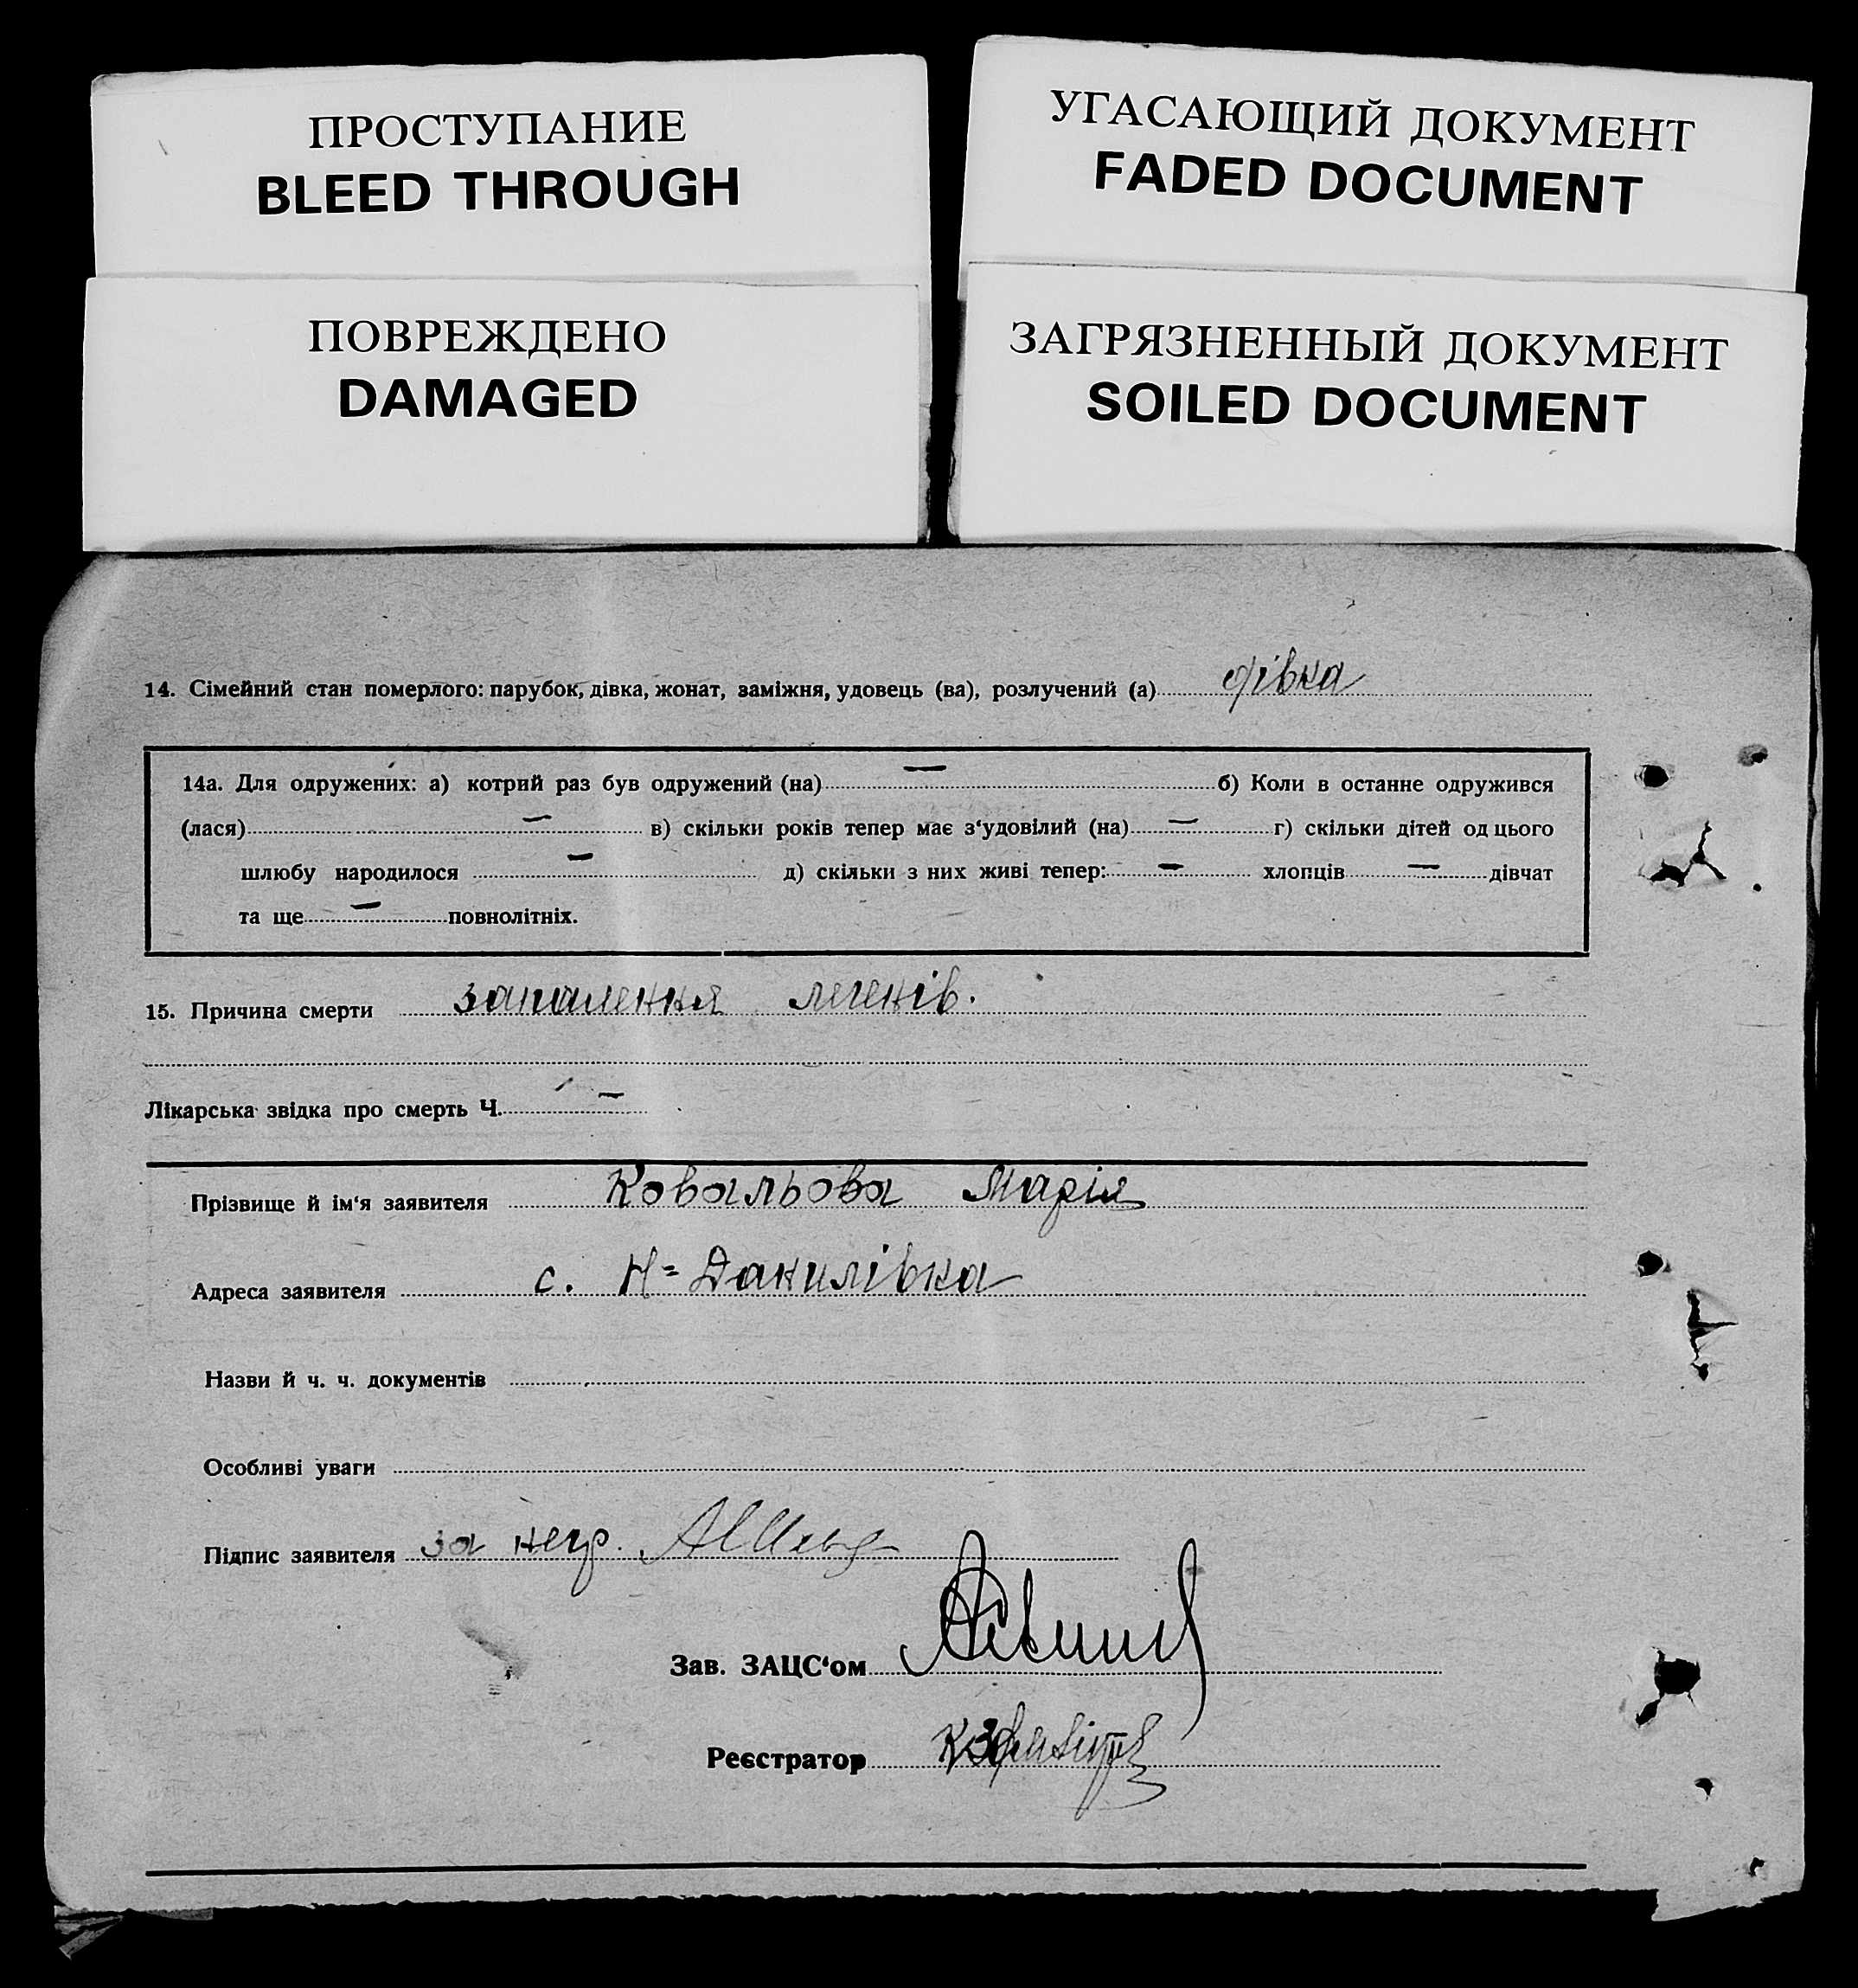 ПРОСТУПАНИЕ
BLEED THROUGH
УГАСАЮЩИЙ ДОКУМЕНТ
FADED DOCUMENT
ПОВРЕЖДЕНО
DAMAGED
ЗАГРЯЗНЕННЫЙ ДОКУМЕНТ
SOILED DOCUMENT
14. Сімейний стан померлого: парубок, дівка, жонат, заміжня, удовець (ва), розлучений (а) дівка
14а. Для одружених: а) котрий раз був одружений (на) — б) Коли в останне одружився
(лася) — в) скільки років тепер має з‘удовілий (на) — г) скільки дітей од цього
шлюбу народилося — д) скільки з них живі тепер: — хлопців — дівчат
та ще — повнолітніх.
15. Причина смерти запалення легенів.
Лікарська звідка про смерть Ч. —
Прізвище й ім‘я заявителя Ковальова Марія
Адреса заявителя с. Н=Данилівка
Назви й ч. ч. документів
Особливі уваги
Підпис заявителя за негр.
Зав. ЗАЦС‘ом
Реєстратор